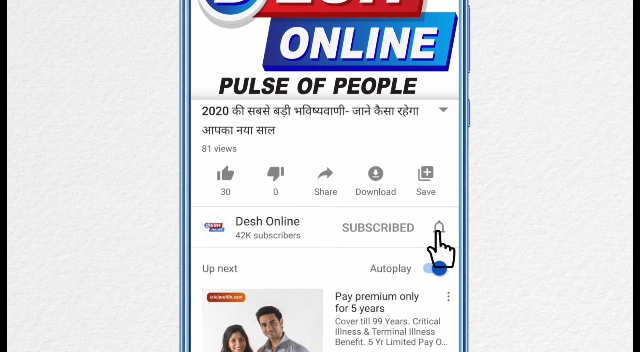 DESH
ONLINE
PULSE OF PEOPLE
2020 की सबसे बड़ी भविष्यवाणी- जाने कैसा रहेगा
आपका नया साल
81 views
30
0
Share
Download
Save
Desh Online
SUBSCRIBED
42K subscribers
Up next
Autoplay
Pay premium only
for 5 years
Cover till 99 Years. Critical
Illness & Terminal Illness
Benefit. 5 Yr Limited Pay O...